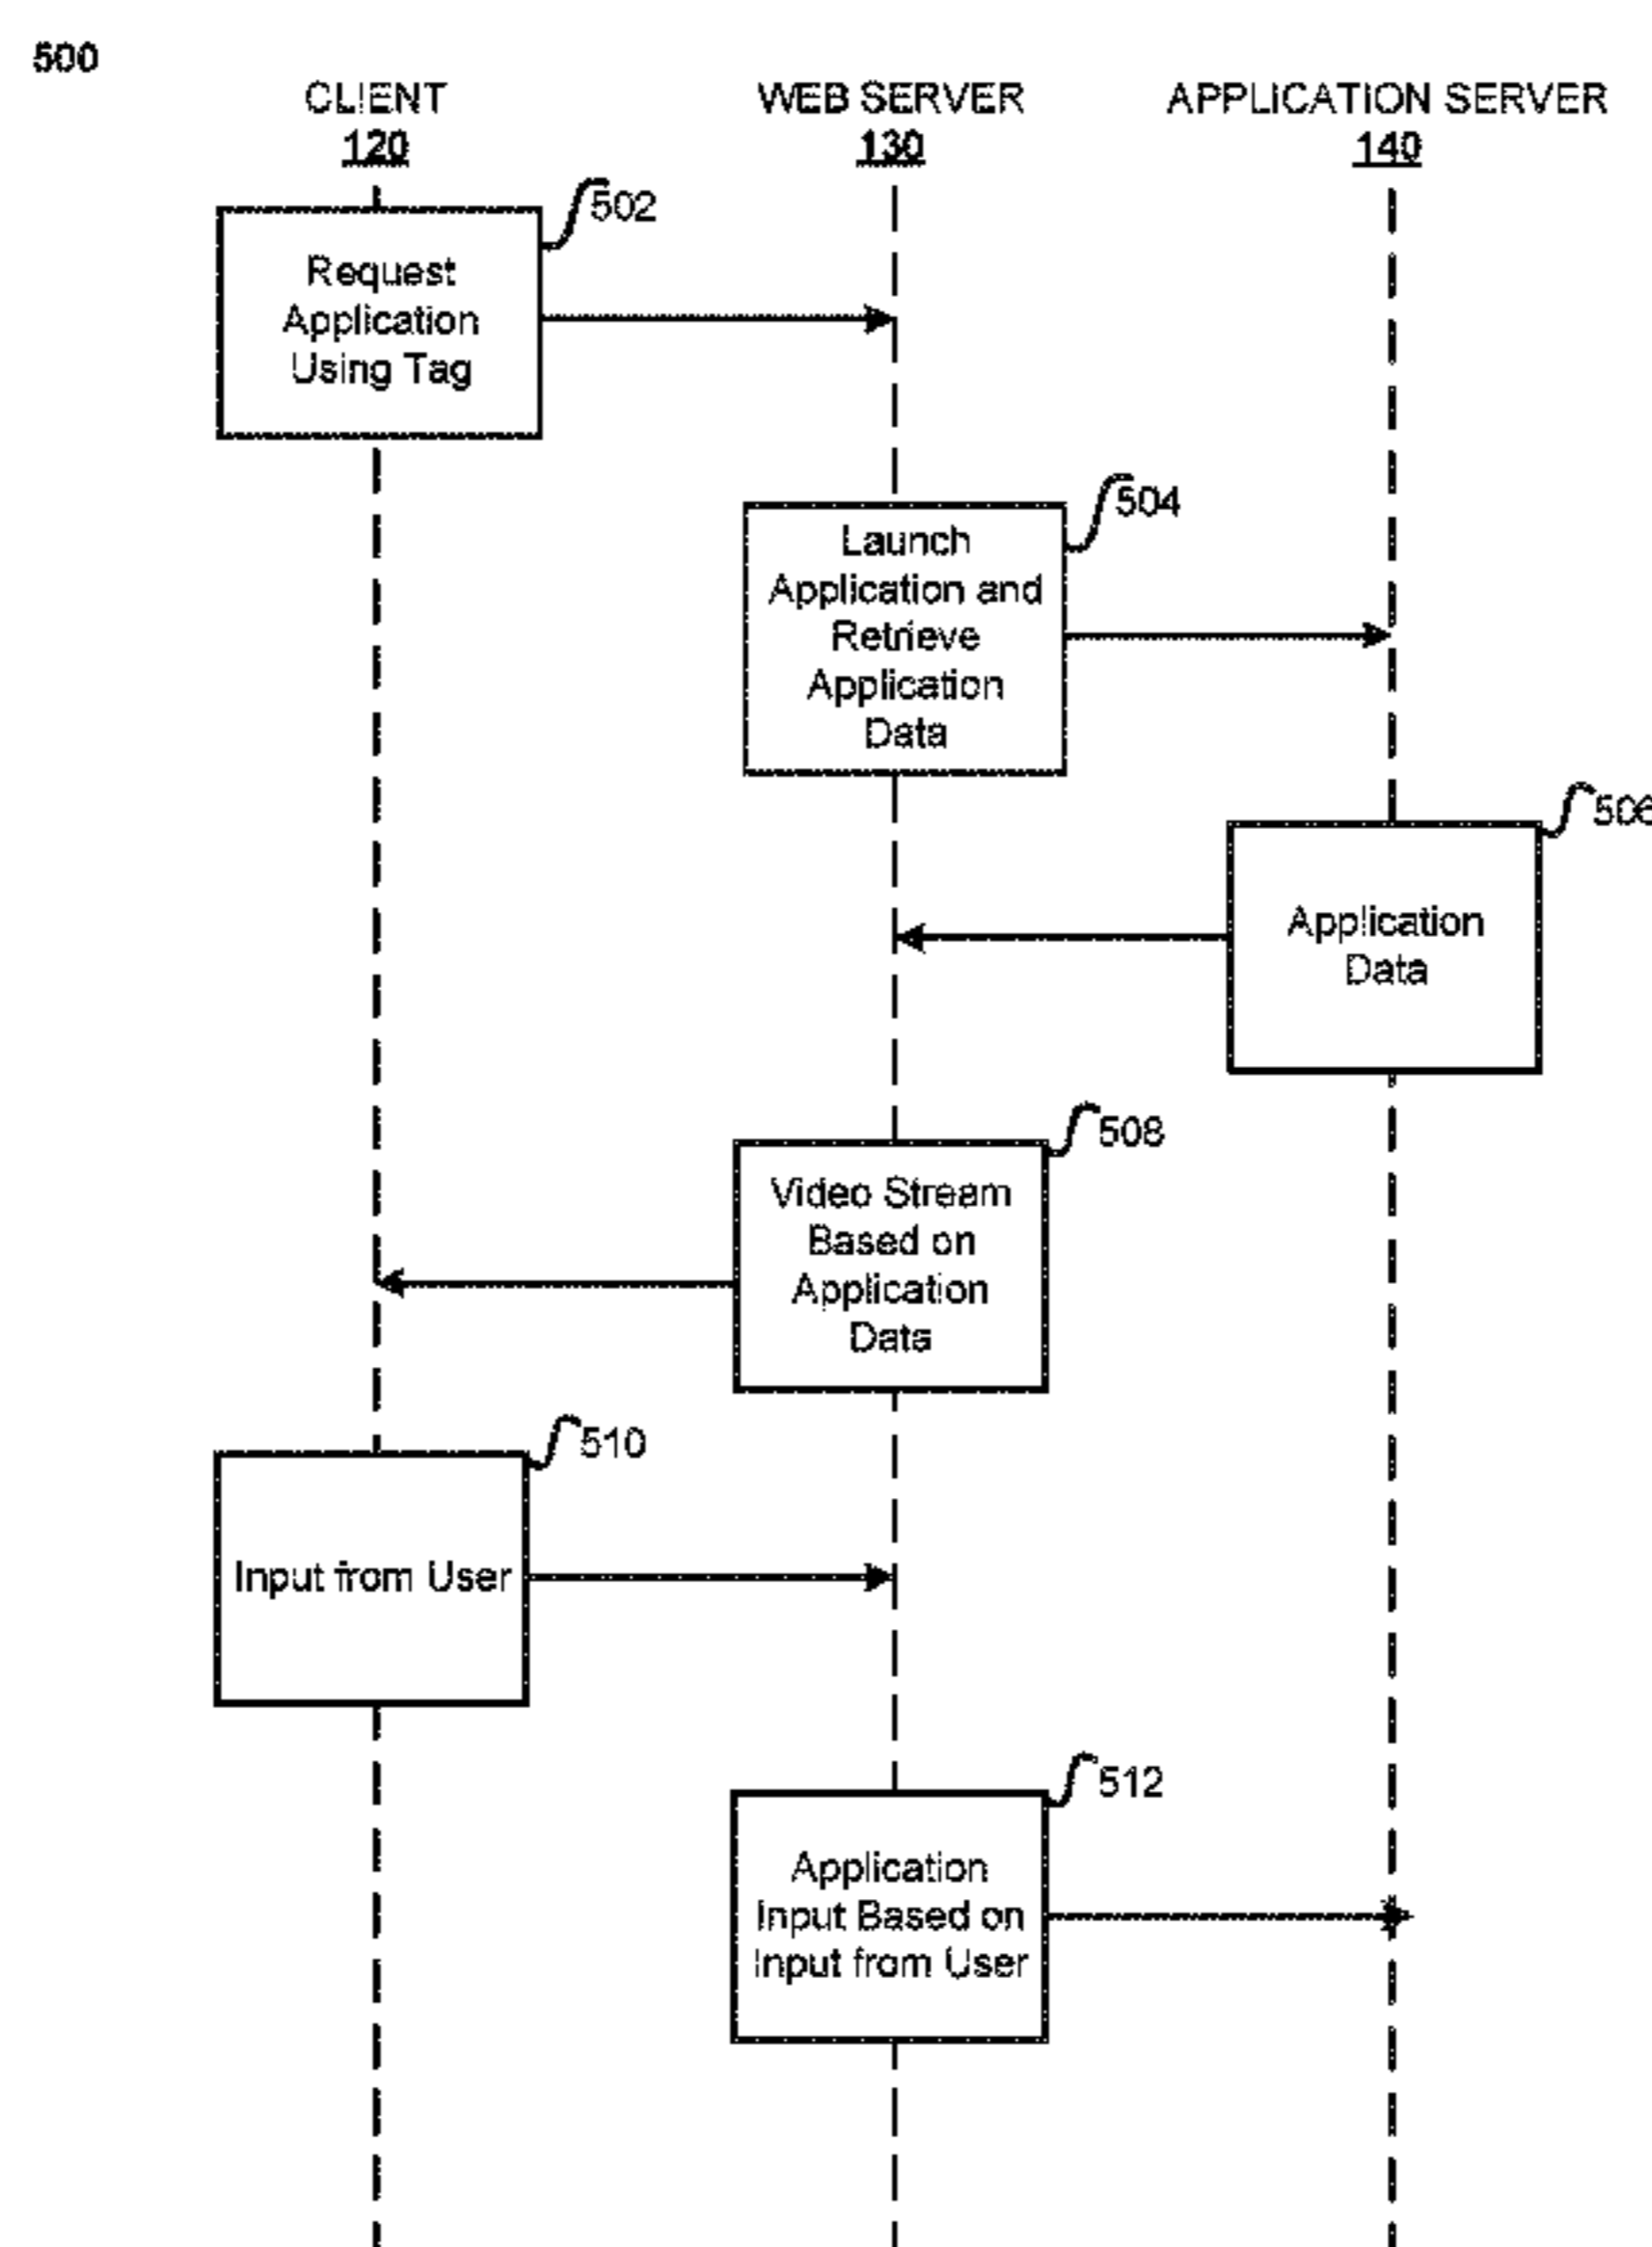 500
CLIENT
120
WEB SERVER
130
APPLICATION SERVER
140
502
Request
Application
Using Tag
504
Launch
Application and
Retrieve
Application
Data
506
Application
Data
508
Video Stream
Based on
Application
Data
510
Input from User
512
Application
Input Based on
Input from User